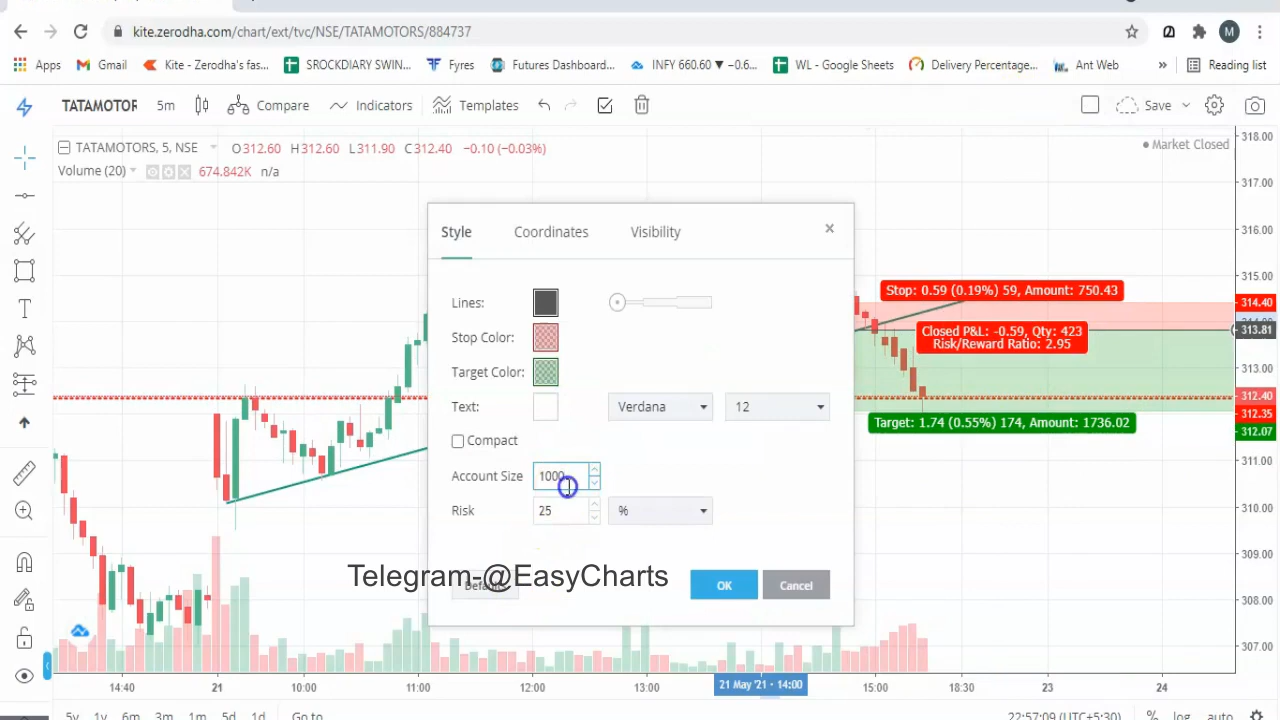 kite.zerodha.com/chart/ext/tvc/NSE/TATAMOTORS/884737
M
Apps Gmail Kite - Zerodha's fas... SROCKDIARY SWIN... Fyres Futures Dashboard... INFY 660.60 ▼ −0.6... WL - Google Sheets Delivery Percentage... Ant Web » Reading list
TATAMOTOR 5m Compare Indicators Templates Save
TATAMOTORS, 5, NSE O312.60 H312.60 L311.90 C312.40 −0.10 (−0.03%)
Market Closed
Volume (20) 674.842K n/a
318.00
317.00
316.00
315.00
314.40
313.81
313.00
312.40
312.35
312.07
311.00
310.00
309.00
308.00
307.00
Style Coordinates Visibility ×
Lines:
Stop Color:
Target Color:
Text: Verdana 12
Compact
Account Size 1000
Risk 25 %
Defaults OK Cancel
Telegram-@EasyCharts
Stop: 0.59 (0.19%) 59, Amount: 750.43
Closed P&L: -0.59, Qty: 423
Risk/Reward Ratio: 2.95
Target: 1.74 (0.55%) 174, Amount: 1736.02
14:40 21 10:00 11:00 12:00 13:00 21 May '21 • 14:00 15:00 18:30 23 24
5y 1y 6m 3m 1m 5d 1d Go to 22:57:09 (UTC+5:30) % log auto